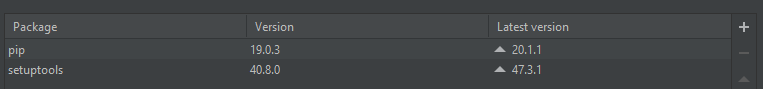 Package Version Latest version
pip 19.0.3 20.1.1
setuptools 40.8.0 47.3.1